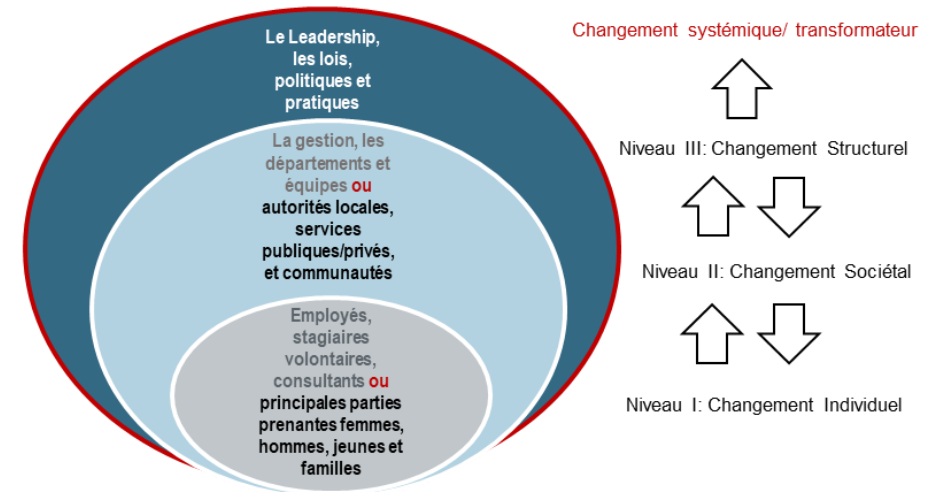 Le Leadership,
les lois,
politiques et
pratiques
La gestion, les
départements et
équipes ou
autorités locales,
services
publiques/privés,
et communautés
Employés,
stagiaires
volontaires,
consultants ou
principales parties
prenantes femmes,
hommes, jeunes et
familles
Changement systémique/ transformateur
Niveau III: Changement Structurel
Niveau II: Changement Sociétal
Niveau I: Changement Individuel